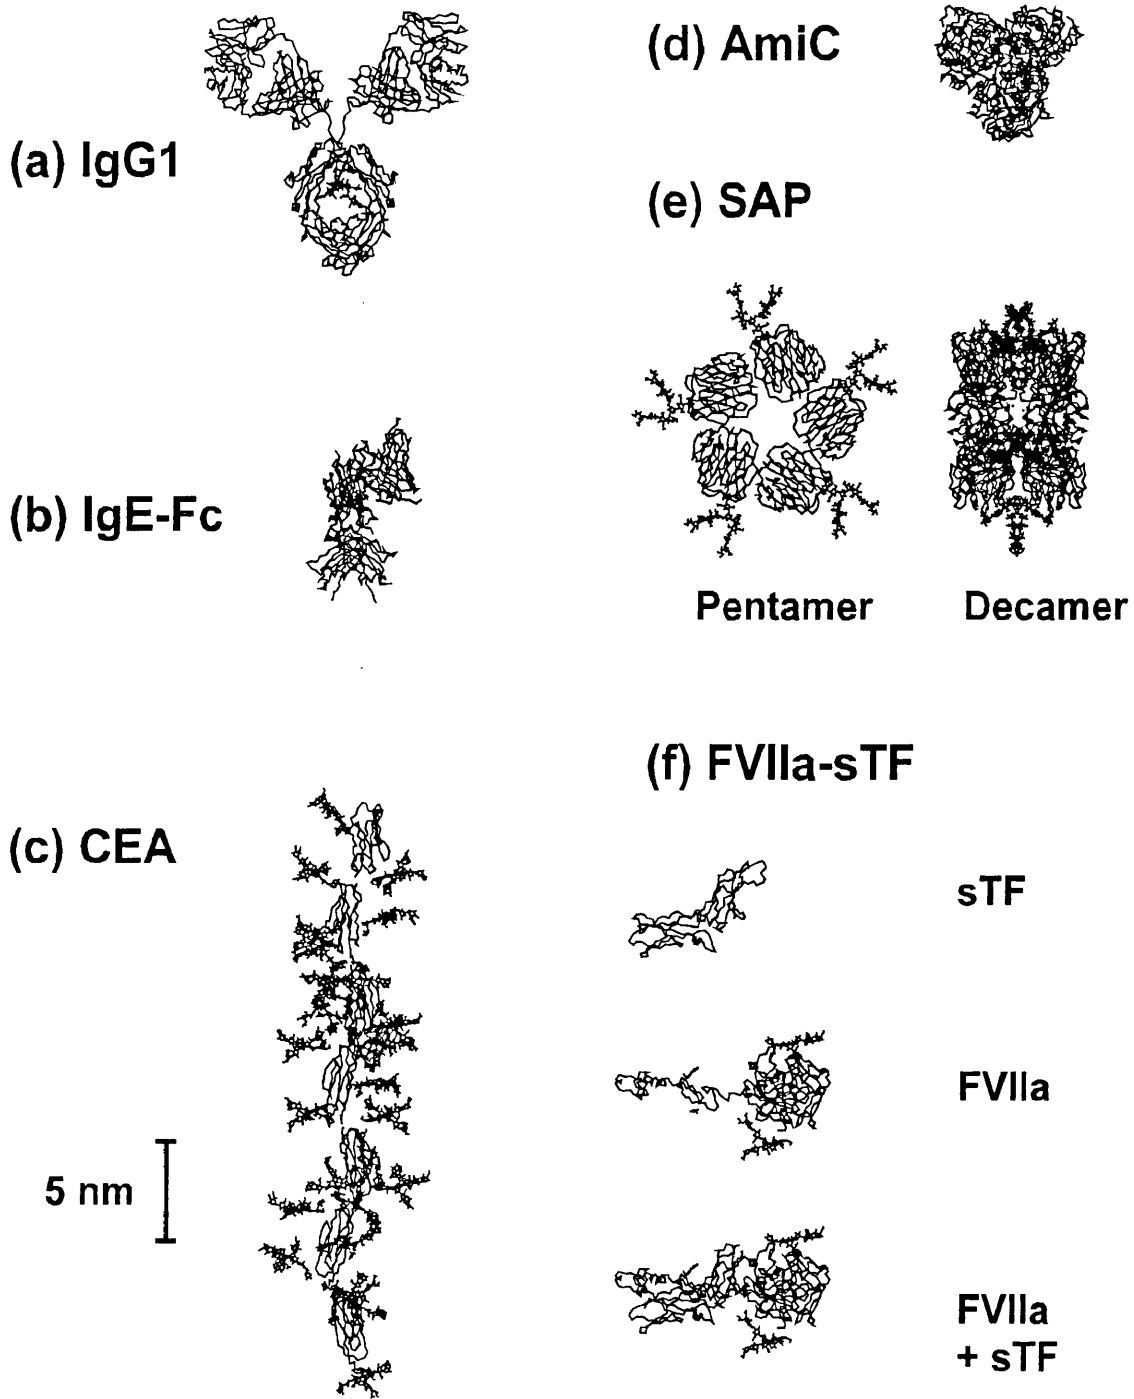 (a) IgG1
(b) IgE-Fc
(c) CEA
5 nm
(d) AmiC
(e) SAP
Pentamer
Decamer
(f) FVIIa-sTF
sTF
FVIIa
FVIIa
+ sTF